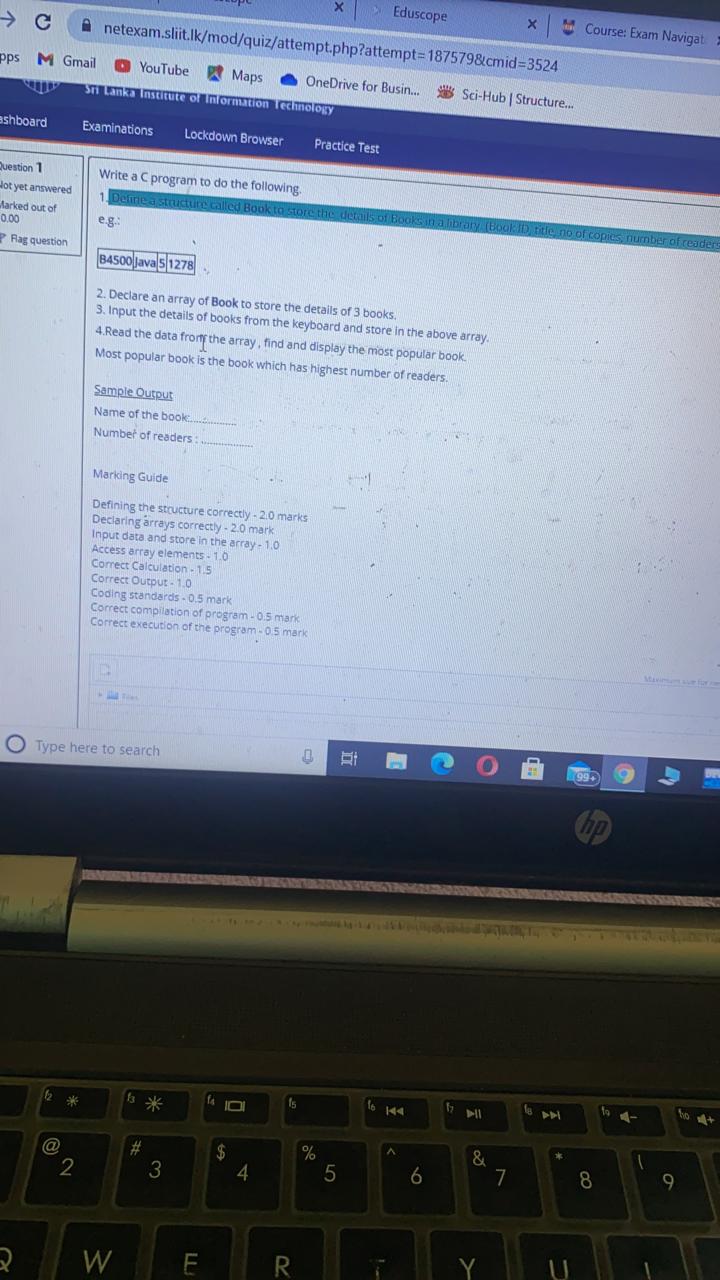 Eduscope
Course: Exam Navigat
netexam.sliit.lk/mod/quiz/attempt.php?attempt=187579&cmid=3524
Gmail YouTube Maps OneDrive for Busin... Sci-Hub | Structure...
Sri Lanka Institute of Information Technology
ashboard Examinations Lockdown Browser Practice Test
Question 1
Not yet answered
Marked out of
0.00
Flag question
Write a C program to do the following.
1. Define a structure called Book to store the details of Books in a library. (Book ID, title, no of copies, number of readers
e.g.:
B4500 Java 5 1278
2. Declare an array of Book to store the details of 3 books.
3. Input the details of books from the keyboard and store in the above array.
4.Read the data from the array , find and display the most popular book.
Most popular book is the book which has highest number of readers.
Sample Output
Name of the book:................
Number of readers : ................
Marking Guide
Defining the structure correctly - 2.0 marks
Declaring arrays correctly - 2.0 mark
Input data and store in the array - 1.0
Access array elements - 1.0
Correct Calculation - 1.5
Correct Output - 1.0
Coding standards - 0.5 mark
Correct compilation of program - 0.5 mark
Correct execution of the program - 0.5 mark
Maximum size for
Files
Type here to search
99+
hp
f2 f3 f4 f5 f6 f7 f8 f9 f10
@ # $ % ^ & * (
2 3 4 5 6 7 8 9
Q W E R T Y U I